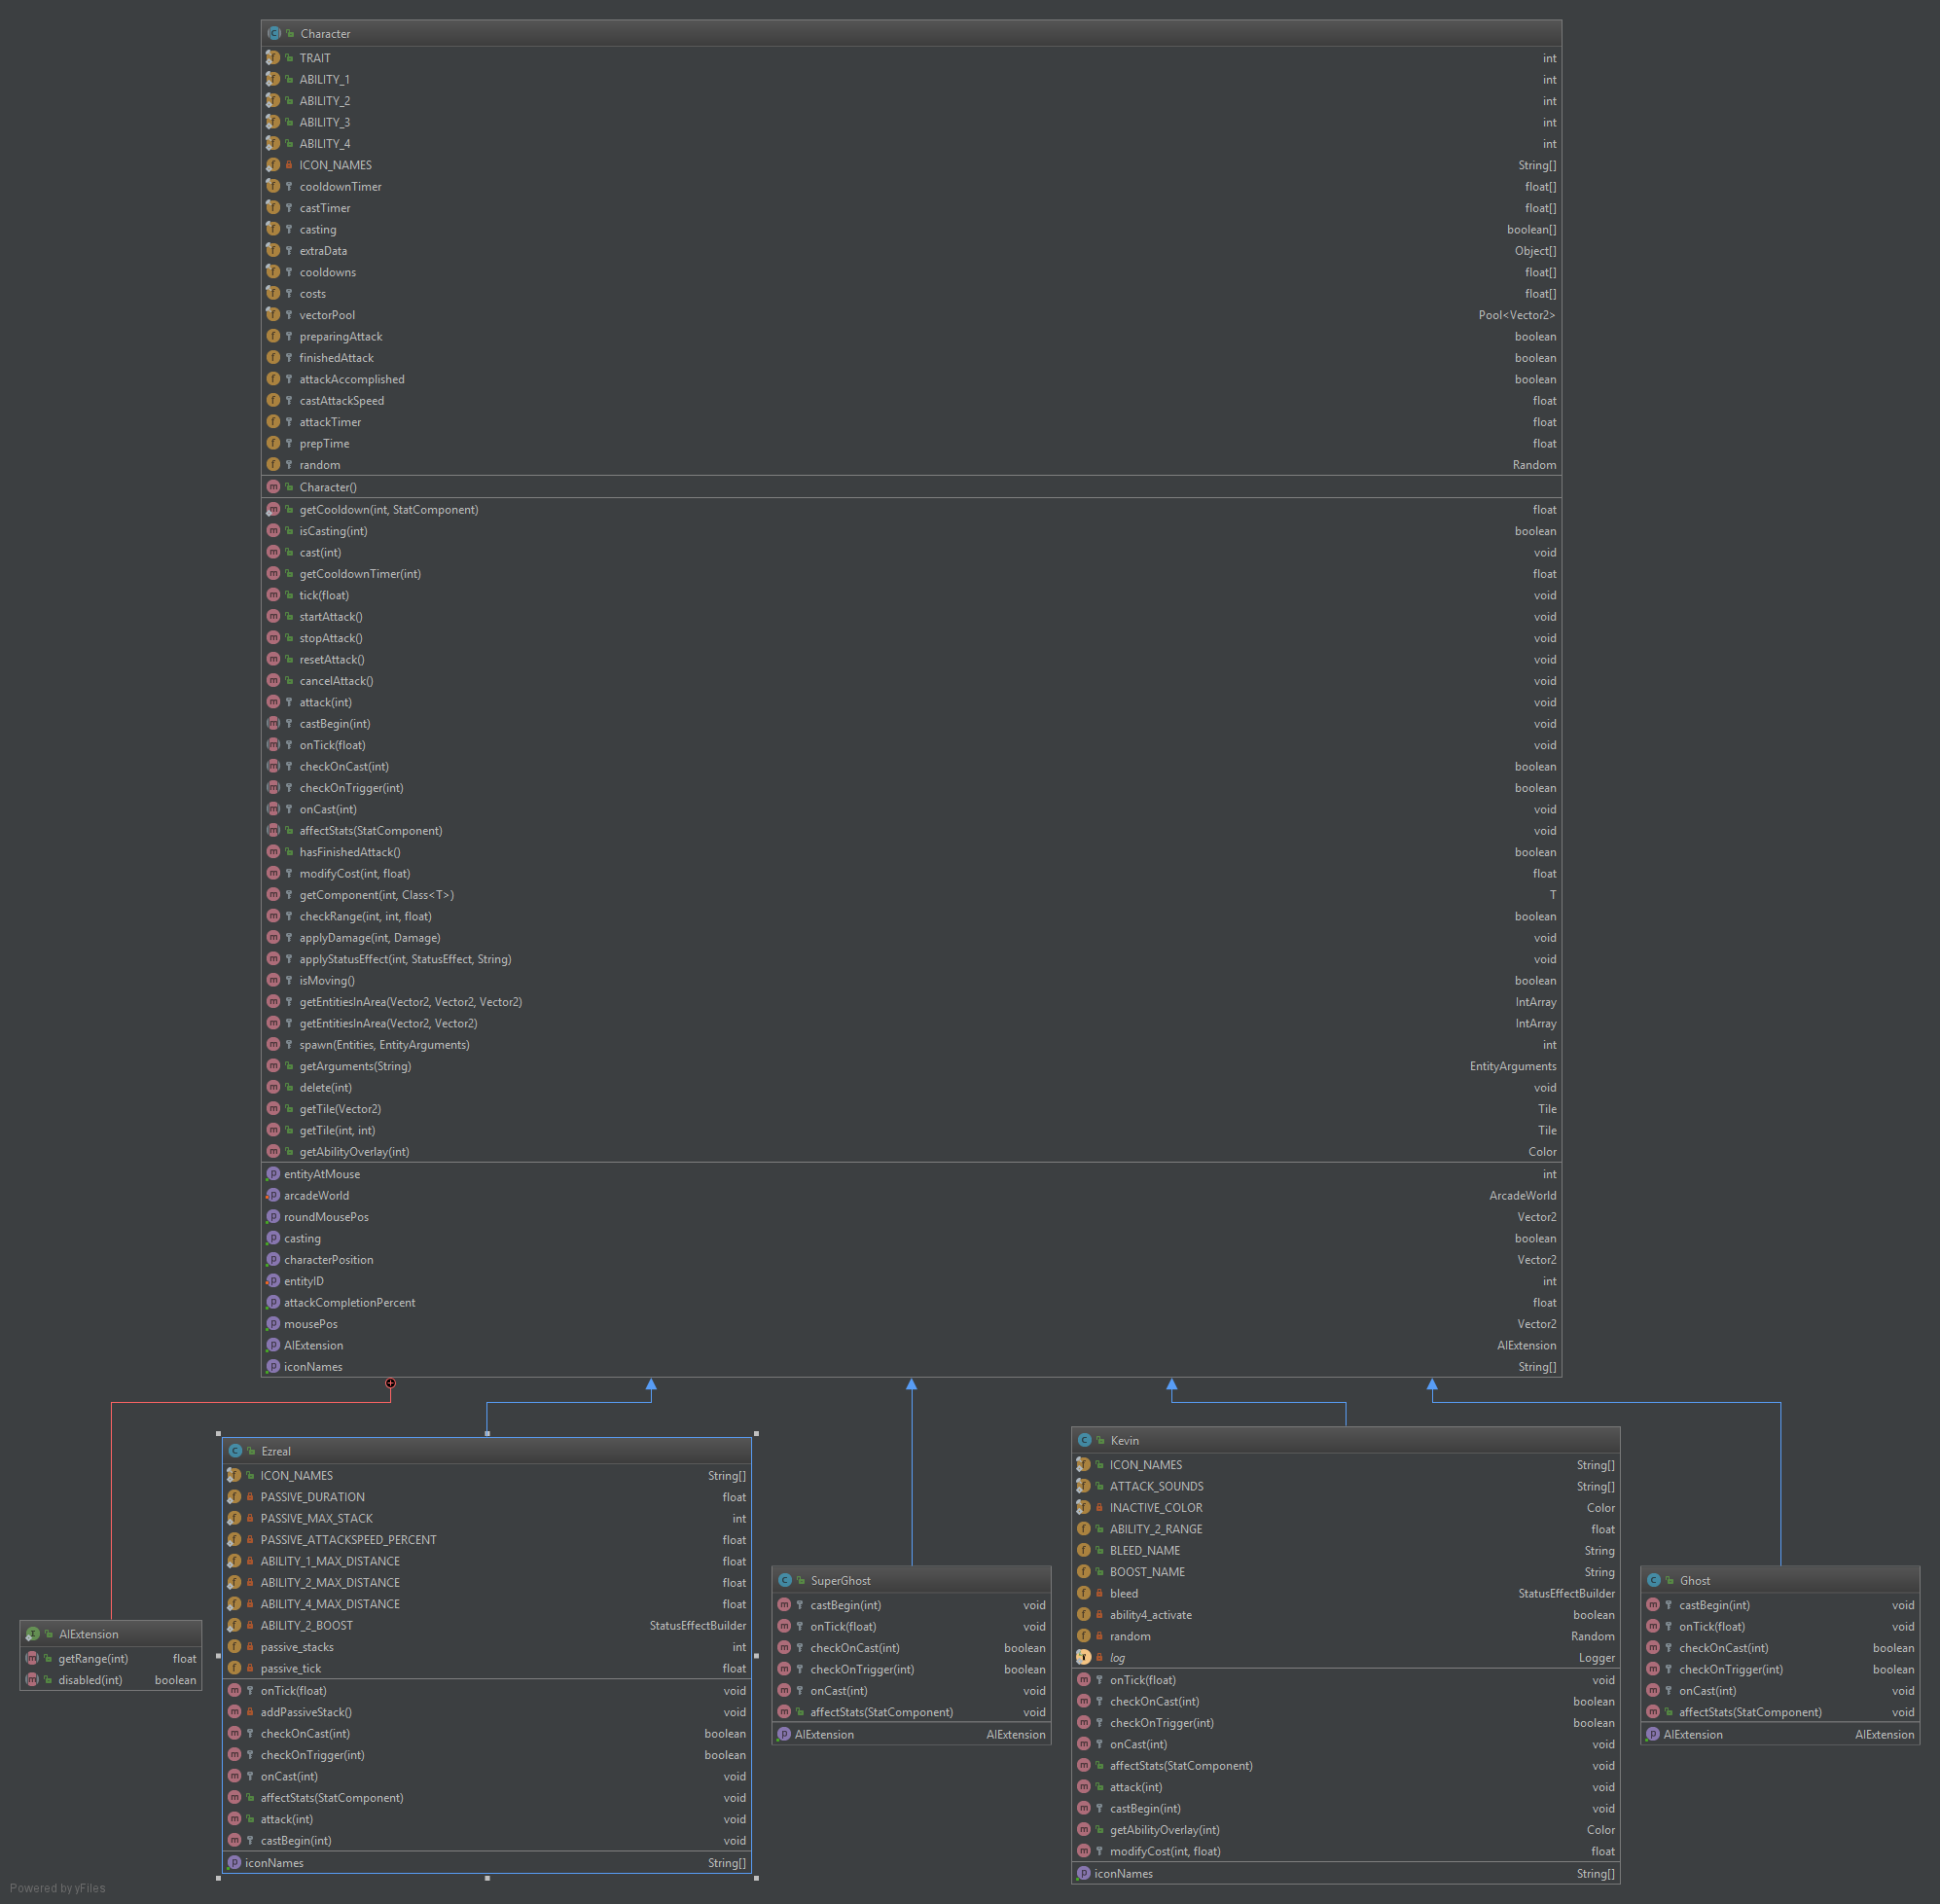 Character
TRAIT int
ABILITY_1 int
ABILITY_2 int
ABILITY_3 int
ABILITY_4 int
ICON_NAMES String[]
cooldownTimer float[]
castTimer float[]
casting boolean[]
extraData Object[]
cooldowns float[]
costs float[]
vectorPool Pool<Vector2>
preparingAttack boolean
finishedAttack boolean
attackAccomplished boolean
castAttackSpeed float
attackTimer float
prepTime float
random Random
Character()
getCooldown(int, StatComponent) float
isCasting(int) boolean
cast(int) void
getCooldownTimer(int) float
tick(float) void
startAttack() void
stopAttack() void
resetAttack() void
cancelAttack() void
attack(int) void
castBegin(int) void
onTick(float) void
checkOnCast(int) boolean
checkOnTrigger(int) boolean
onCast(int) void
affectStats(StatComponent) void
hasFinishedAttack() boolean
modifyCost(int, float) float
getComponent(int, Class<T>) T
checkRange(int, int, float) boolean
applyDamage(int, Damage) void
applyStatusEffect(int, StatusEffect, String) void
isMoving() boolean
getEntitiesInArea(Vector2, Vector2, Vector2) IntArray
getEntitiesInArea(Vector2, Vector2) IntArray
spawn(Entities, EntityArguments) int
getArguments(String) EntityArguments
delete(int) void
getTile(Vector2) Tile
getTile(int, int) Tile
getAbilityOverlay(int) Color
entityAtMouse int
arcadeWorld ArcadeWorld
roundMousePos Vector2
casting boolean
characterPosition Vector2
entityID int
attackCompletionPercent float
mousePos Vector2
AIExtension AIExtension
iconNames String[]
AIExtension
getRange(int) float
disabled(int) boolean
Ezreal
ICON_NAMES String[]
PASSIVE_DURATION float
PASSIVE_MAX_STACK int
PASSIVE_ATTACKSPEED_PERCENT float
ABILITY_1_MAX_DISTANCE float
ABILITY_2_MAX_DISTANCE float
ABILITY_4_MAX_DISTANCE float
ABILITY_2_BOOST StatusEffectBuilder
passive_stacks int
passive_tick float
onTick(float) void
addPassiveStack() void
checkOnCast(int) boolean
checkOnTrigger(int) boolean
onCast(int) void
affectStats(StatComponent) void
attack(int) void
castBegin(int) void
iconNames String[]
SuperGhost
castBegin(int) void
onTick(float) void
checkOnCast(int) boolean
checkOnTrigger(int) boolean
onCast(int) void
affectStats(StatComponent) void
AIExtension AIExtension
Kevin
ICON_NAMES String[]
ATTACK_SOUNDS String[]
INACTIVE_COLOR Color
ABILITY_2_RANGE float
BLEED_NAME String
BOOST_NAME String
bleed StatusEffectBuilder
ability4_activate boolean
random Random
log Logger
onTick(float) void
checkOnCast(int) boolean
checkOnTrigger(int) boolean
onCast(int) void
affectStats(StatComponent) void
attack(int) void
castBegin(int) void
getAbilityOverlay(int) Color
modifyCost(int, float) float
iconNames String[]
Ghost
castBegin(int) void
onTick(float) void
checkOnCast(int) boolean
checkOnTrigger(int) boolean
onCast(int) void
affectStats(StatComponent) void
AIExtension AIExtension
Powered by yFiles